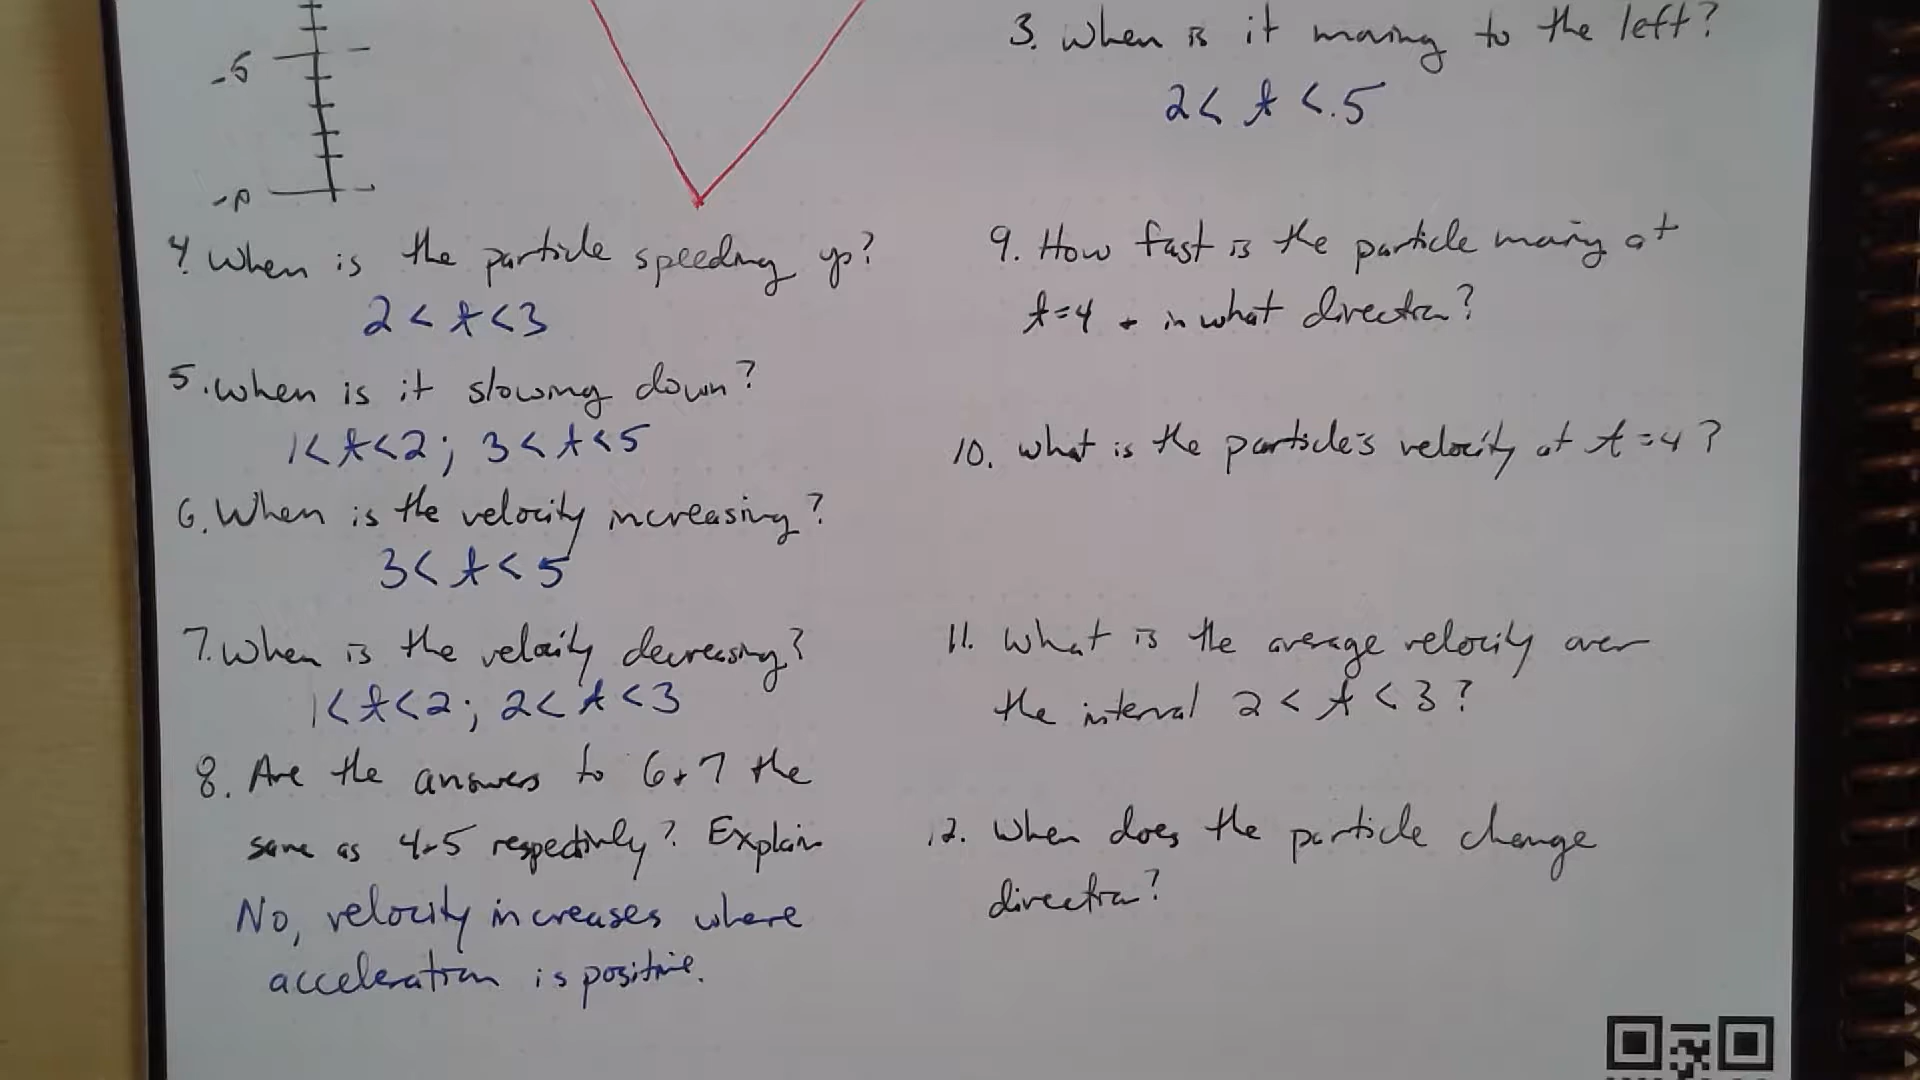 -5
-10
3. When is it moving to the left?
2 < t < 5
4. When is the particle speeding up?
2 < t < 3
5. When is it slowing down?
1 < t < 2; 3 < t < 5
6. When is the velocity increasing?
3 < t < 5
7. When is the velocity decreasing?
1 < t < 2; 2 < t < 3
8. Are the answers to 6 + 7 the
same as 4 + 5 respectively? Explain
No, velocity increases where
acceleration is positive.
9. How fast is the particle moving at
t=4 + in what direction?
10. What is the particle's velocity at t=4?
11. What is the average velocity over
the interval 2 < t < 3?
12. When does the particle change
direction?